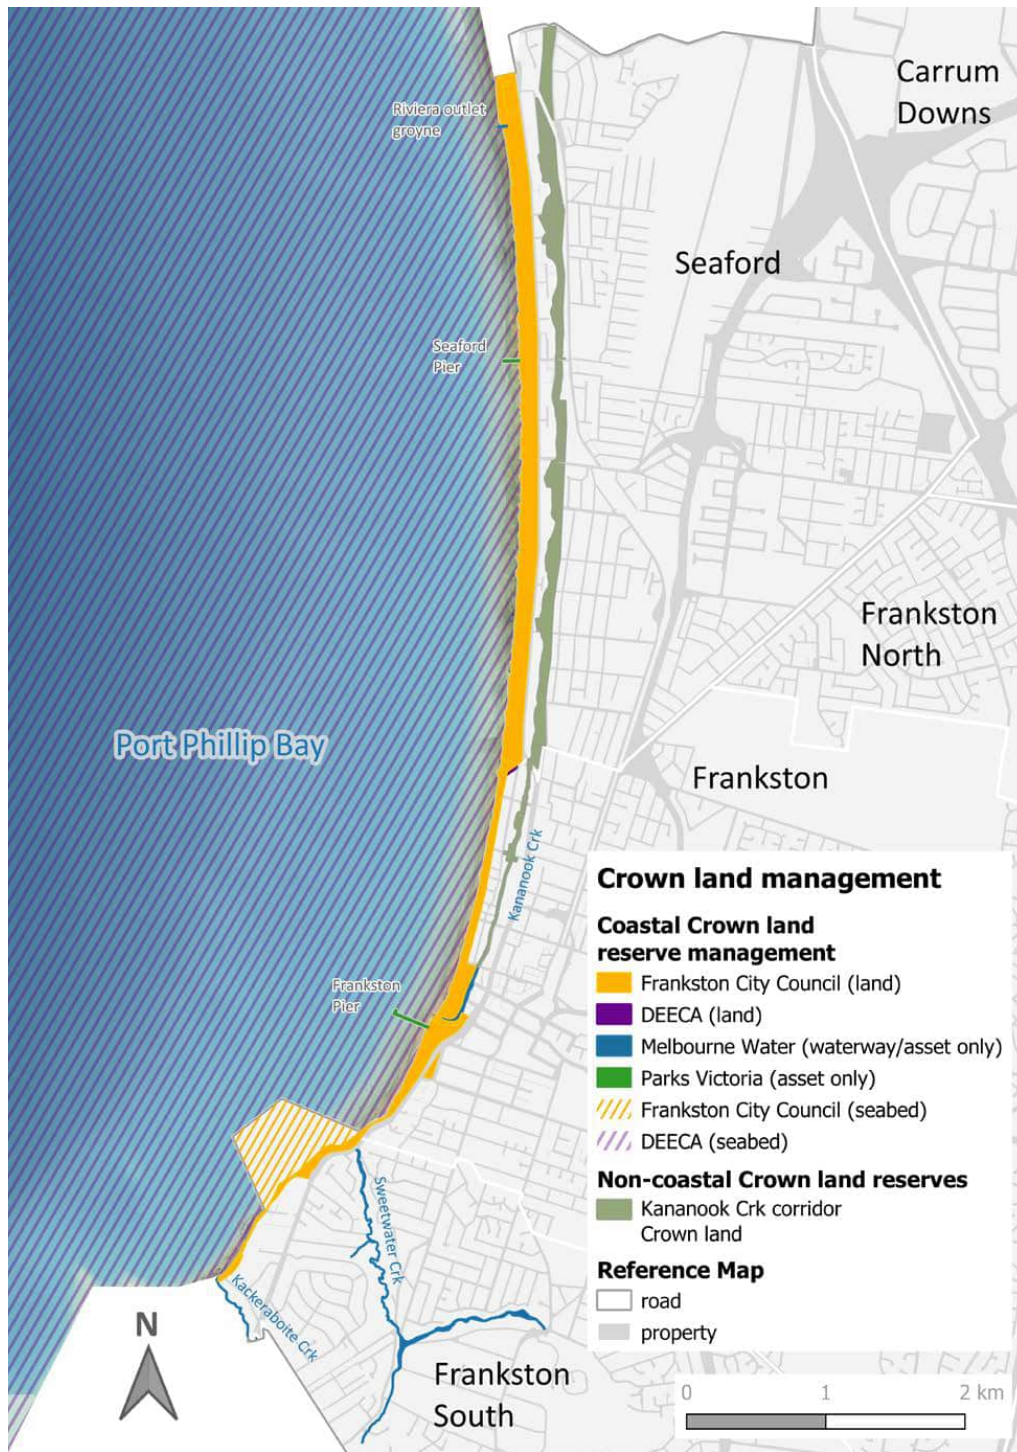 Carrum
Downs
Riviera outlet
groyne
Seaford
Seaford
Pier
Frankston
North
Port Phillip Bay
Frankston
Kananook Crk
Frankston
Pier
Sweetwater Crk
Kackeraboite Crk
Frankston
South
N
Crown land management
Coastal Crown land
reserve management
Frankston City Council (land)
DEECA (land)
Melbourne Water (waterway/asset only)
Parks Victoria (asset only)
Frankston City Council (seabed)
DEECA (seabed)
Non-coastal Crown land reserves
Kananook Crk corridor
Crown land
Reference Map
road
property
0 1 2 km